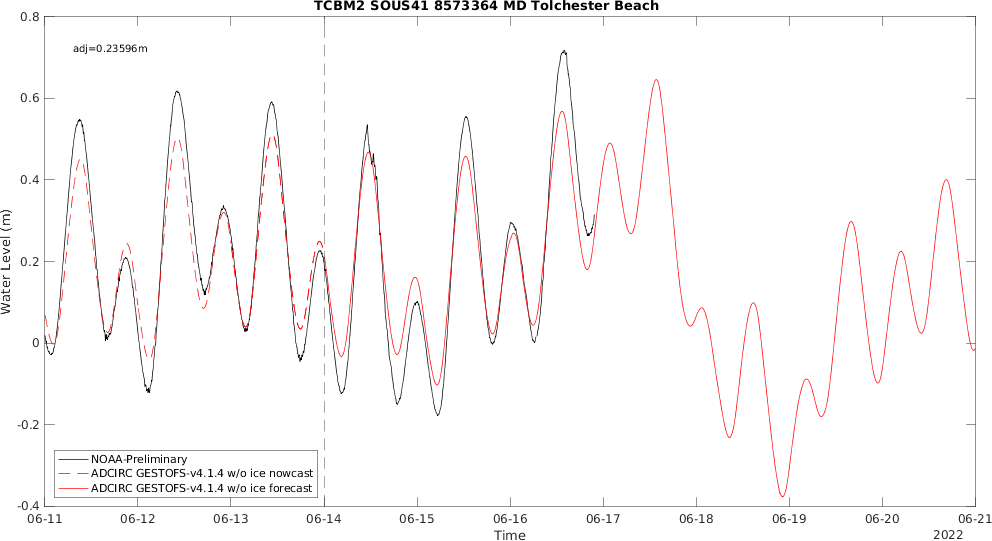 TCBM2 SOUS41 8573364 MD Tolchester Beach
0.8
adj=0.23596m
0.6
0.4
0.2
0
-0.2
-0.4
Water Level (m)
NOAA-Preliminary
ADCIRC GESTOFS-v4.1.4 w/o ice nowcast
ADCIRC GESTOFS-v4.1.4 w/o ice forecast
06-11 06-12 06-13 06-14 06-15 06-16 06-17 06-18 06-19 06-20 06-21
Time
2022